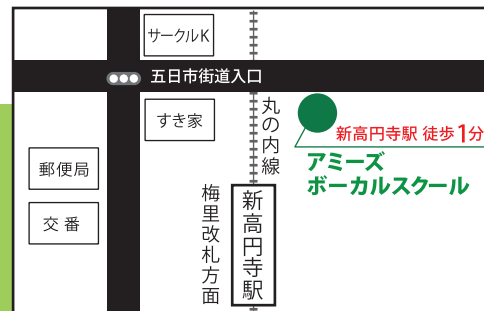 サークルK
五日市街道入口
すき家
丸の内線
新高円寺駅 徒歩1分
アミーズ
ボーカルスクール
郵便局
交番
梅里改札方面
新高円寺駅